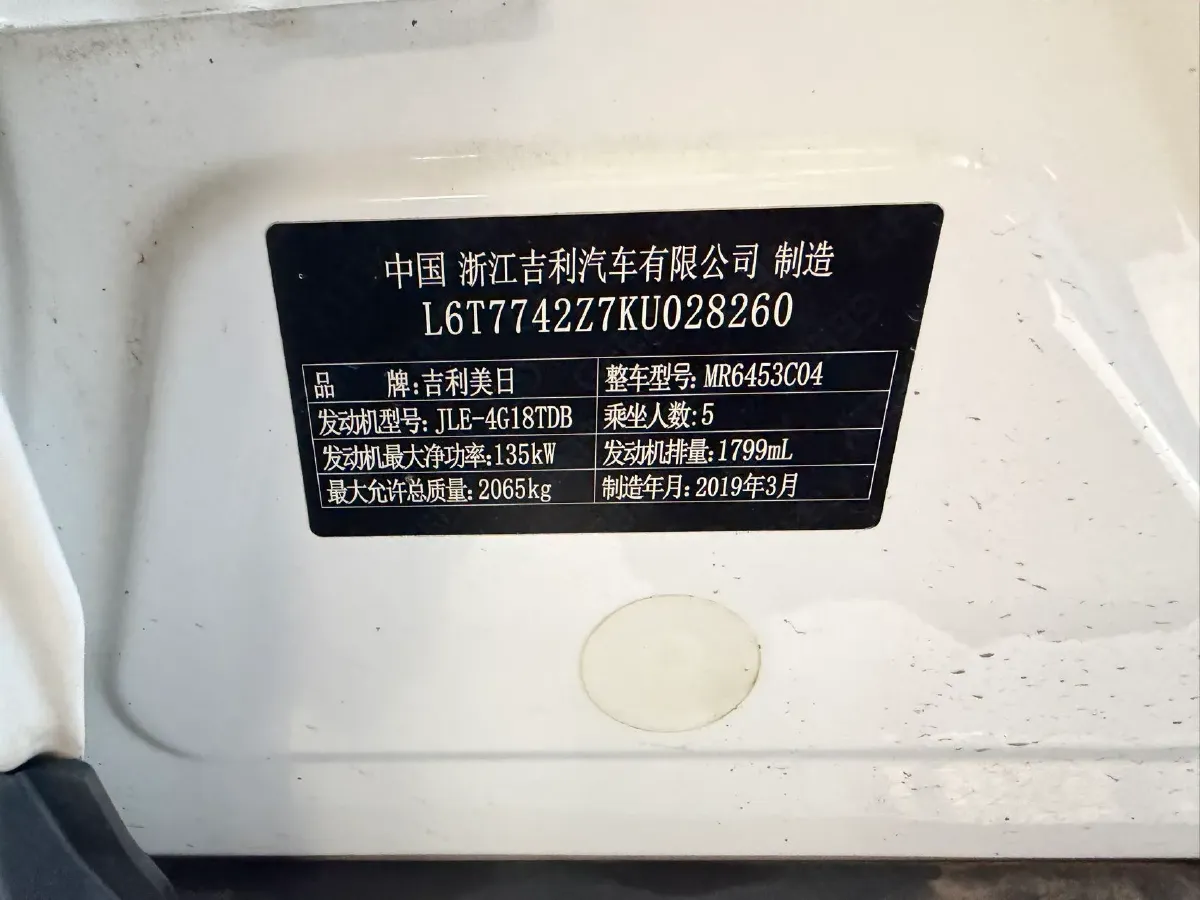 中国 浙江吉利汽车有限公司 制造
L6T7742Z7KU028260
品 牌:吉利美日 整车型号:MR6453C04
发动机型号:JLE-4G18TDB 乘坐人数:5
发动机最大净功率:135kW 发动机排量:1799mL
最大允许总质量:2065kg 制造年月:2019年3月